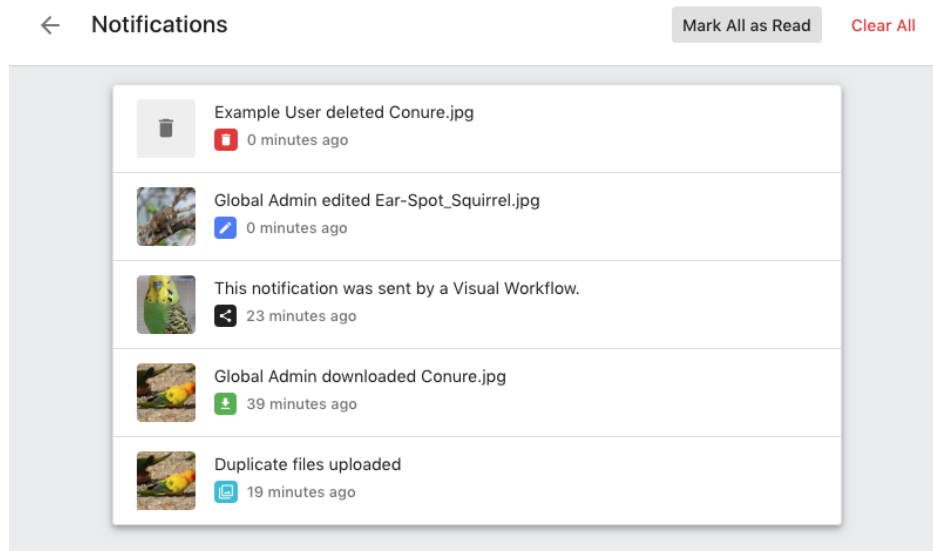 Notifications
Mark All as Read
Clear All
Example User deleted Conure.jpg
0 minutes ago
Global Admin edited Ear-Spot_Squirrel.jpg
0 minutes ago
This notification was sent by a Visual Workflow.
23 minutes ago
Global Admin downloaded Conure.jpg
39 minutes ago
Duplicate files uploaded
19 minutes ago